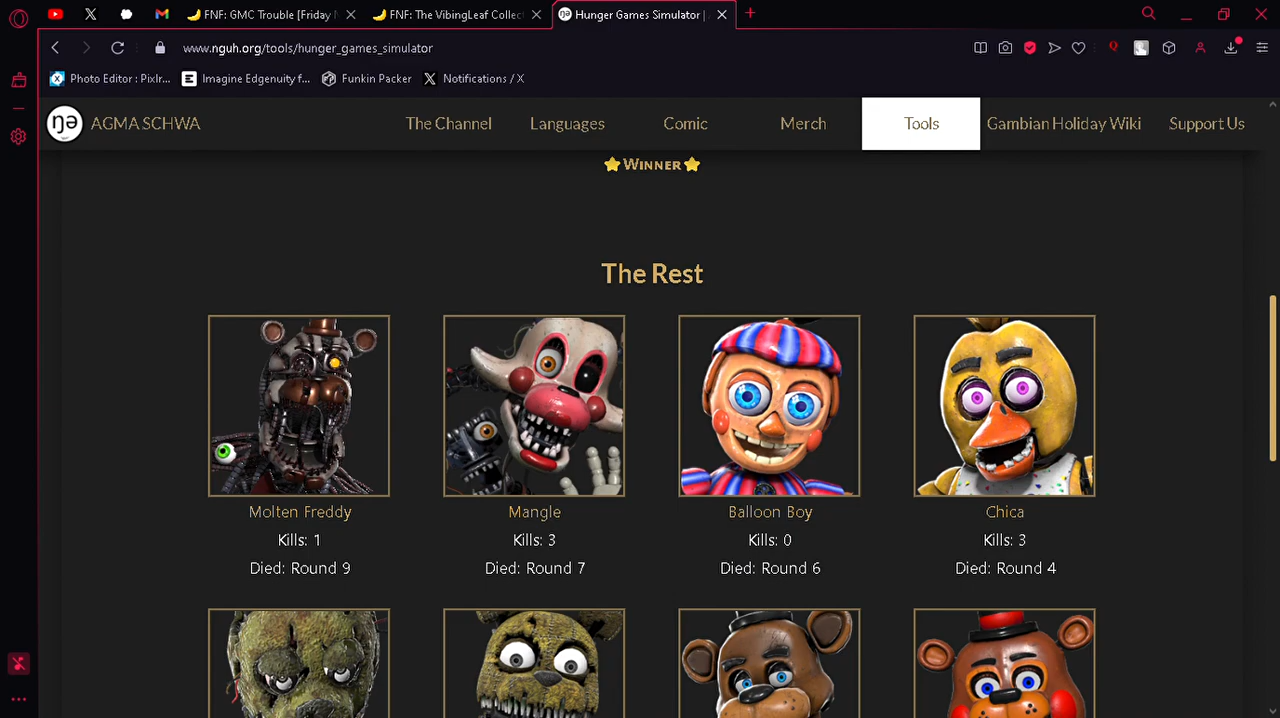 FNF: GMC Trouble [Friday N
FNF: The VibingLeaf Collect
Hunger Games Simulator |
www.nguh.org/tools/hunger_games_simulator
Photo Editor : Pixlr...
Imagine Edgenuity f...
Funkin Packer
Notifications / X
ŋə
AGMA SCHWA
The Channel
Languages
Comic
Merch
Tools
Gambian Holiday Wiki
Support Us
WINNER
The Rest
Molten Freddy
Kills: 1
Died: Round 9
Mangle
Kills: 3
Died: Round 7
Balloon Boy
Kills: 0
Died: Round 6
Chica
Kills: 3
Died: Round 4